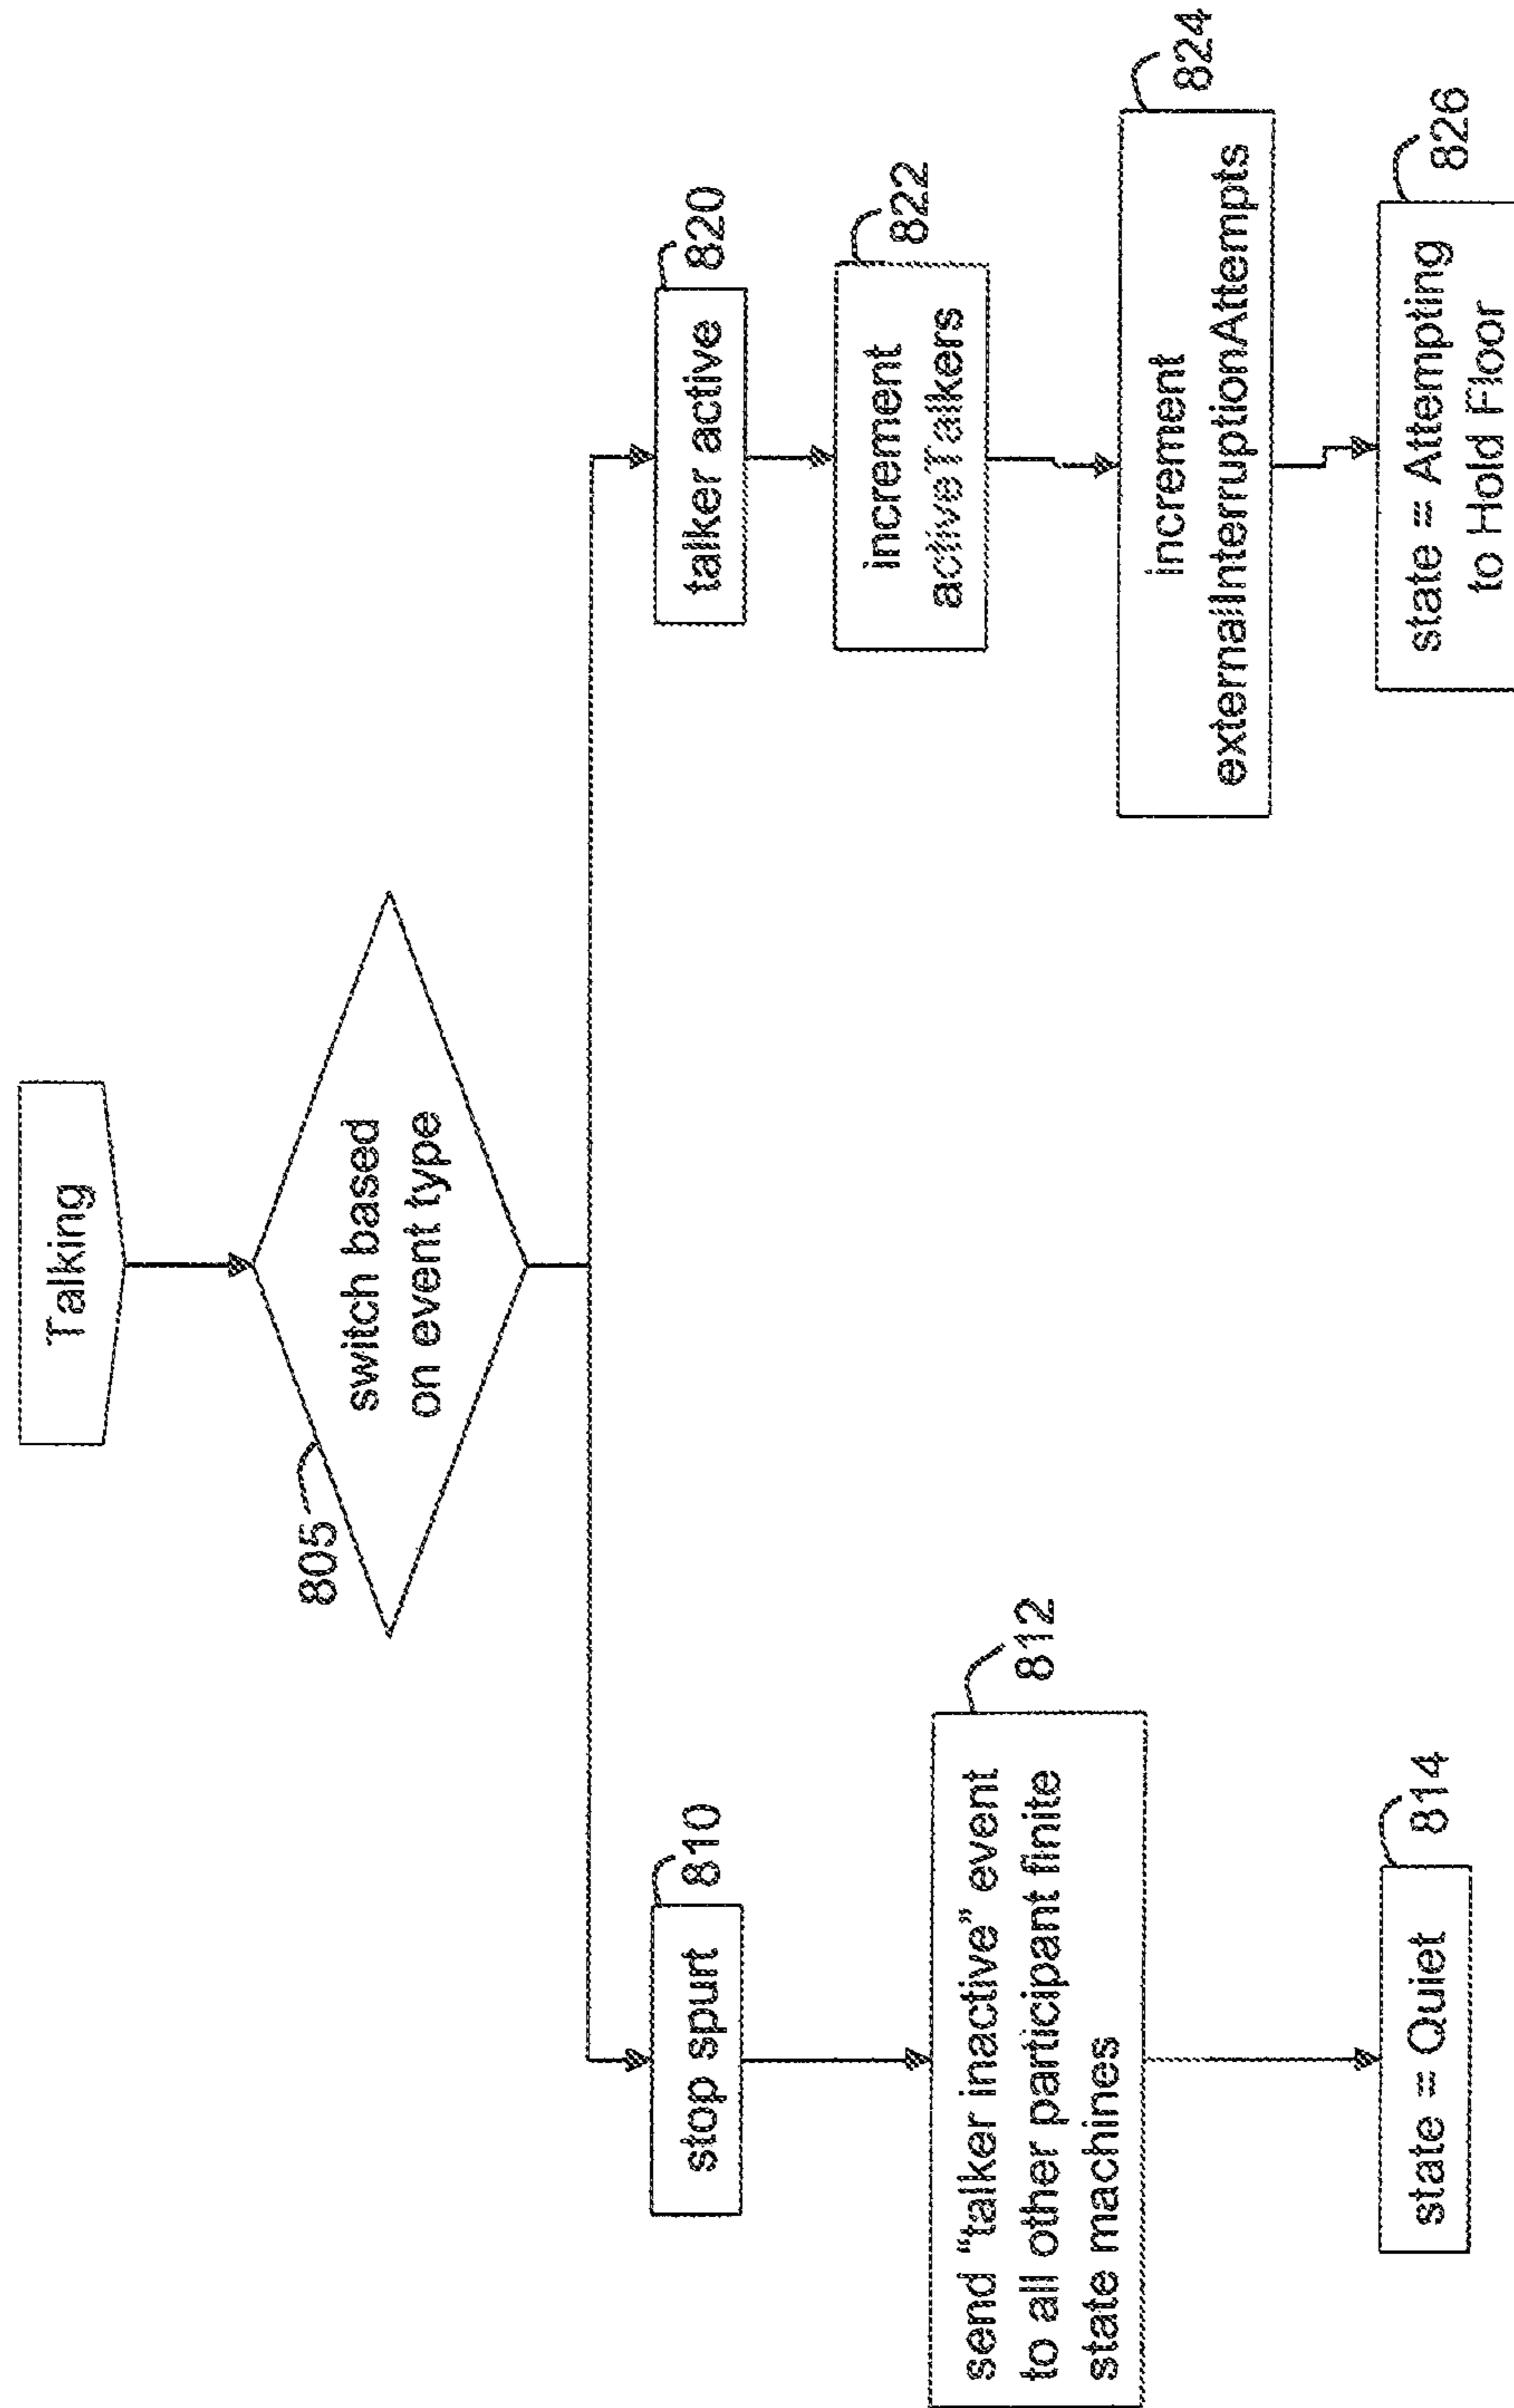 Talking
805
switch based
on event type
stop spurt
810
send “talker inactive” event
to all other participant finite
state machines
812
state = Quiet
814
talker active
820
increment
activeTalkers
822
increment
externalInterruptionAttempts
824
state = Attempting
to Hold Floor
826